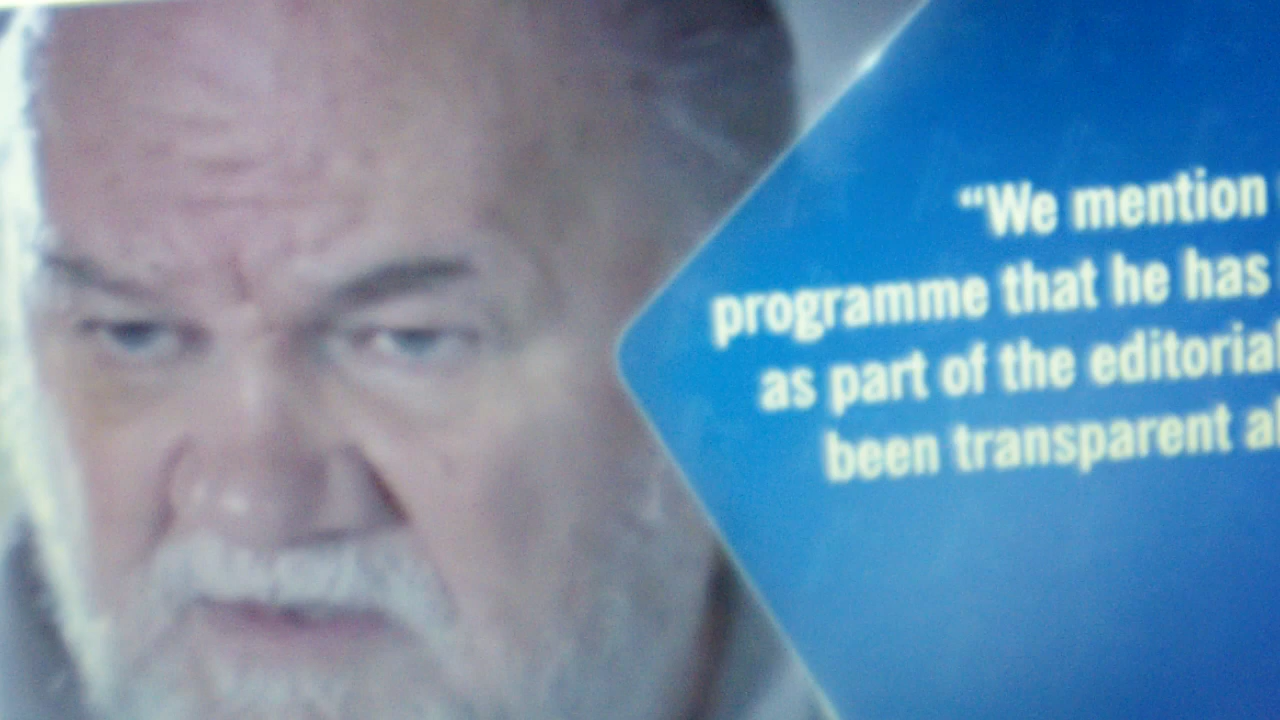 “We mention
programme that he has
as part of the editorial
been transparent